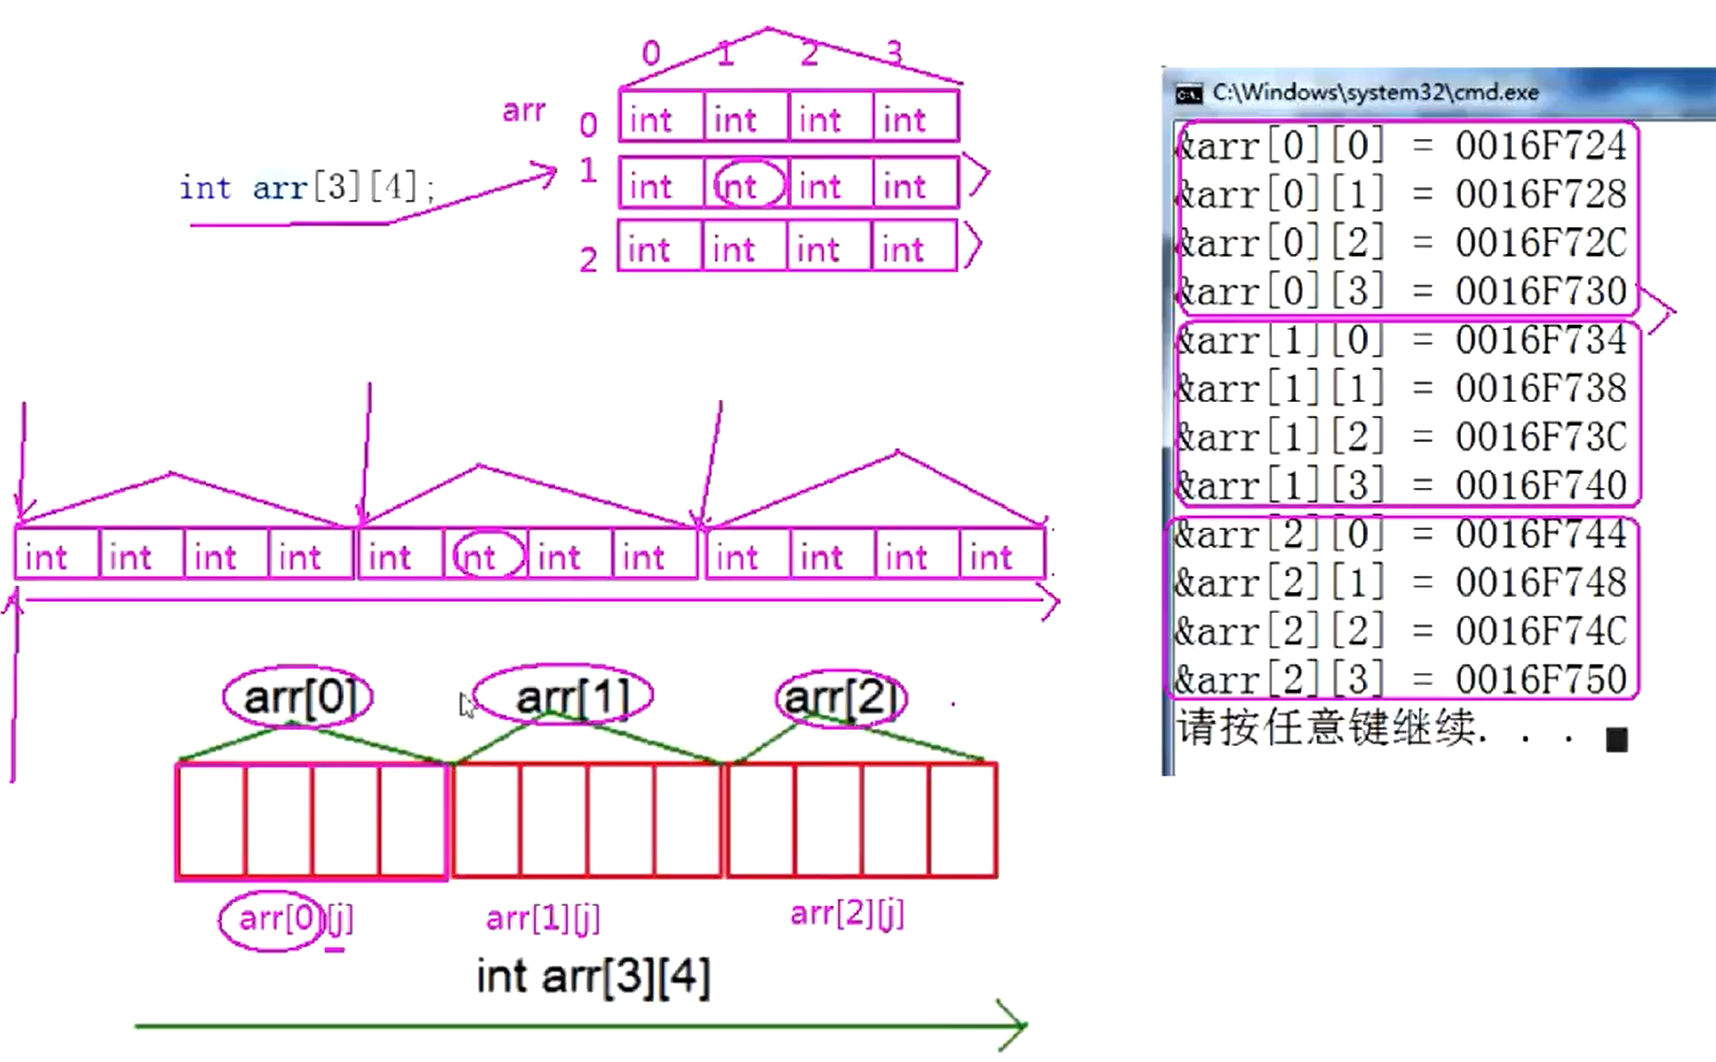 0 1 2 3
arr
0 int int int int
int arr[3][4];
1 int int int int
2 int int int int
int int int int int int int int int int int int
arr[0] arr[1] arr[2]
arr[0][j] arr[1][j] arr[2][j]
int arr[3][4]
C:\Windows\system32\cmd.exe
&arr[0][0] = 0016F724
&arr[0][1] = 0016F728
&arr[0][2] = 0016F72C
&arr[0][3] = 0016F730
&arr[1][0] = 0016F734
&arr[1][1] = 0016F738
&arr[1][2] = 0016F73C
&arr[1][3] = 0016F740
&arr[2][0] = 0016F744
&arr[2][1] = 0016F748
&arr[2][2] = 0016F74C
&arr[2][3] = 0016F750
请按任意键继续. . .